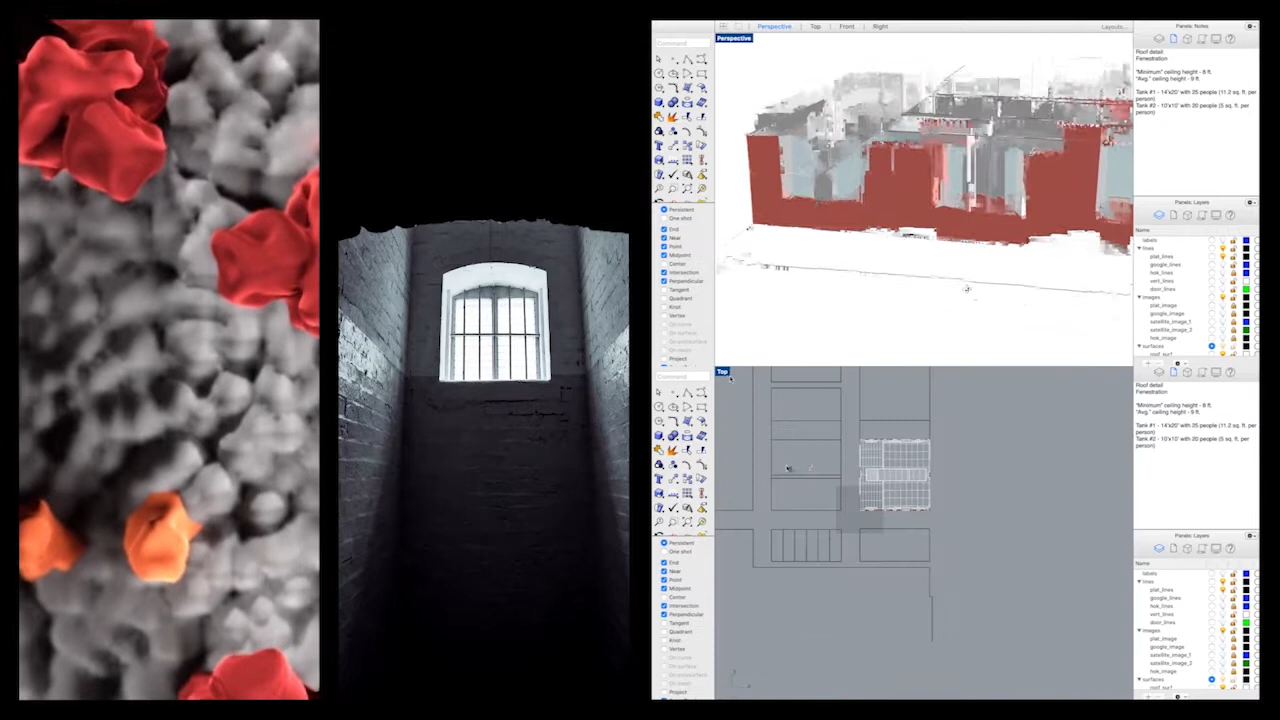 Perspective
Top
Front
Right
Layouts...
Perspective
Command
Persistent
One shot
End
Near
Point
Midpoint
Center
Intersection
Perpendicular
Tangent
Quadrant
Knot
Vertex
Project
Panels: Notes
Roof detail
Fenestration
"Minimum" ceiling height - 8 ft.
"Avg." ceiling height - 9 ft.
Tank #1 - 14'x20' with 25 people (11.2 sq. ft. per
person)
Tank #2 - 10'x10' with 20 people (5 sq. ft. per
person)
Panels: Layers
Name
labels
lines
plat_lines
google_lines
hok_lines
vert_lines
door_lines
images
plat_image
google_image
satellite_image_1
satellite_image_2
hok_image
surfaces
roof_surf
Top
Command
Persistent
One shot
End
Near
Point
Midpoint
Center
Intersection
Perpendicular
Tangent
Quadrant
Knot
Vertex
Project
Roof detail
Fenestration
"Minimum" ceiling height - 8 ft.
"Avg." ceiling height - 9 ft.
Tank #1 - 14'x20' with 25 people (11.2 sq. ft. per
person)
Tank #2 - 10'x10' with 20 people (5 sq. ft. per
person)
Panels: Layers
Name
labels
lines
plat_lines
google_lines
hok_lines
vert_lines
door_lines
images
plat_image
google_image
satellite_image_1
satellite_image_2
hok_image
surfaces
roof_surf